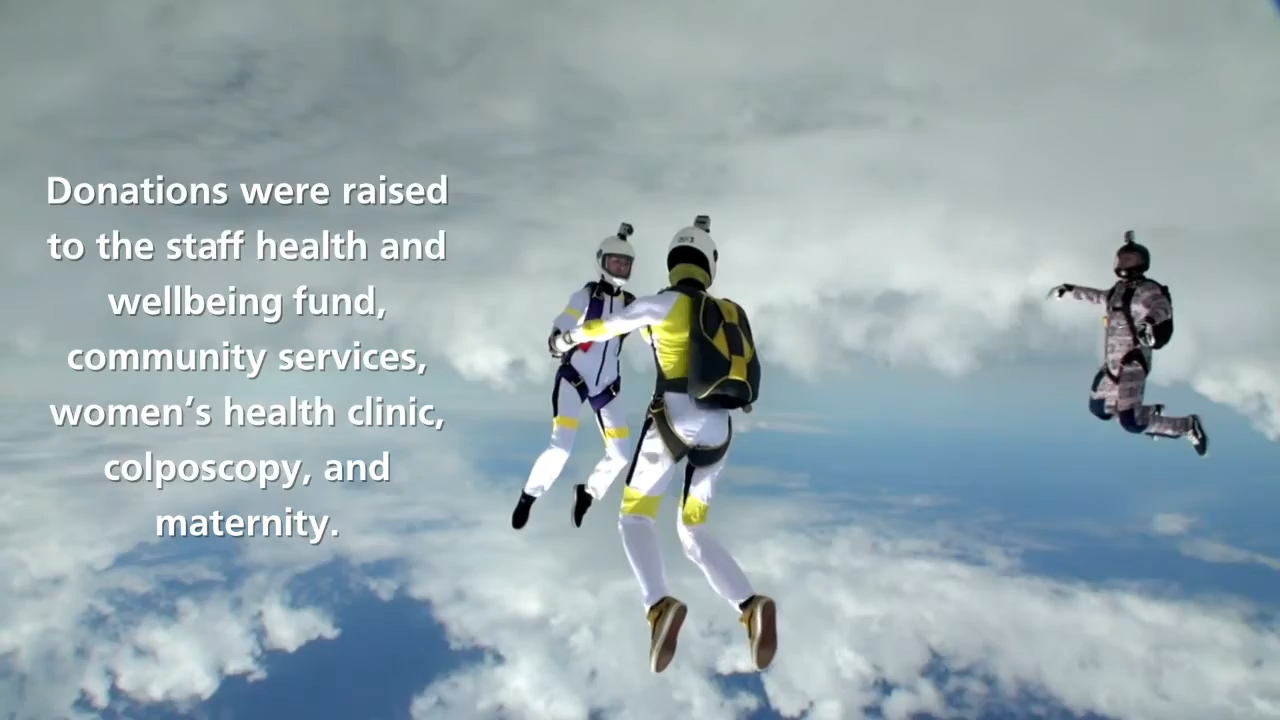 Donations were raised
to the staff health and
wellbeing fund,
community services,
women’s health clinic,
colposcopy, and
maternity.